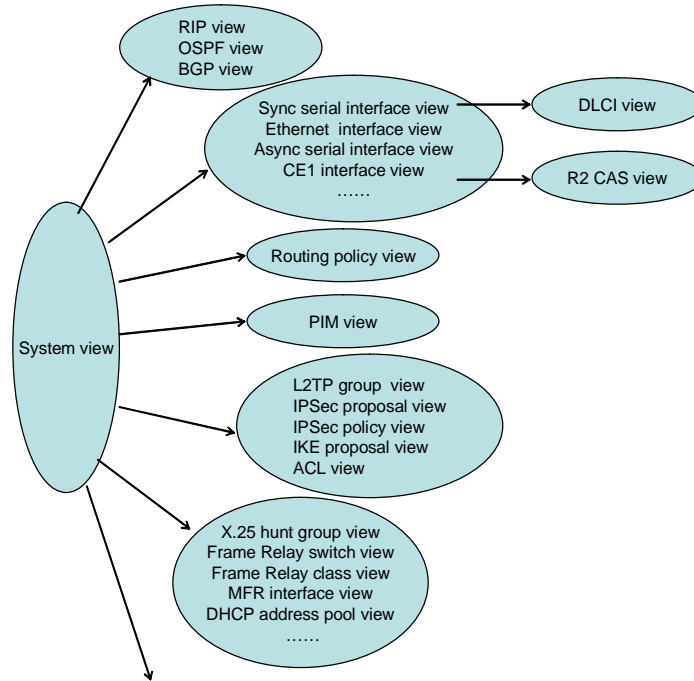 RIP view
OSPF view
BGP view
Sync serial interface view
Ethernet interface view
Async serial interface view
CE1 interface view
......
DLCI view
R2 CAS view
Routing policy view
PIM view
System view
L2TP group view
IPSec proposal view
IPSec policy view
IKE proposal view
ACL view
X.25 hunt group view
Frame Relay switch view
Frame Relay class view
MFR interface view
DHCP address pool view
......